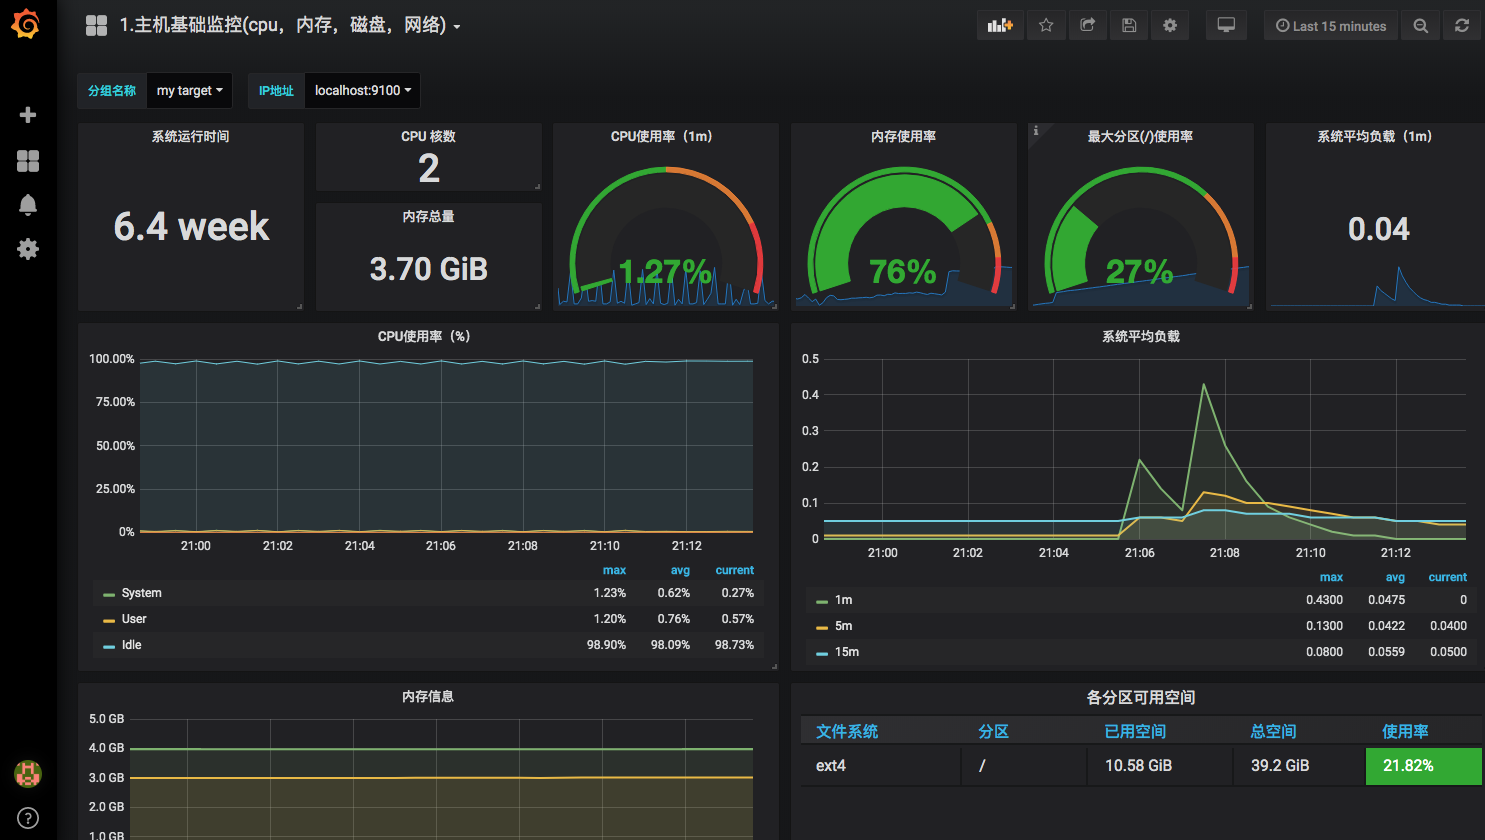 1.主机基础监控(cpu，内存，磁盘，网络)
Last 15 minutes
分组名称 my target IP地址 localhost:9100
系统运行时间
6.4 week
CPU 核数
2
内存总量
3.70 GiB
CPU使用率（1m）
1.27%
内存使用率
76%
i
最大分区(/)使用率
27%
系统平均负载（1m）
0.04
CPU使用率（%）
100.00%
75.00%
50.00%
25.00%
0%
21:00 21:02 21:04 21:06 21:08 21:10 21:12
max avg current
System 1.23% 0.62% 0.27%
User 1.20% 0.76% 0.57%
Idle 98.90% 98.09% 98.73%
系统平均负载
0.5
0.4
0.3
0.2
0.1
0
21:00 21:02 21:04 21:06 21:08 21:10 21:12
max avg current
1m 0.4300 0.0475 0
5m 0.1300 0.0422 0.0400
15m 0.0800 0.0559 0.0500
内存信息
5.0 GB
4.0 GB
3.0 GB
2.0 GB
1.0 GB
各分区可用空间
文件系统 分区 已用空间 总空间 使用率
ext4 / 10.58 GiB 39.2 GiB 21.82%
?